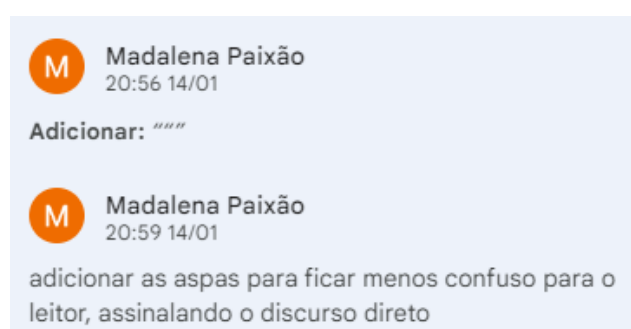 M
Madalena Paixão
20:56 14/01
Adicionar: “““”
M
Madalena Paixão
20:59 14/01
adicionar as aspas para ficar menos confuso para o
leitor, assinalando o discurso direto